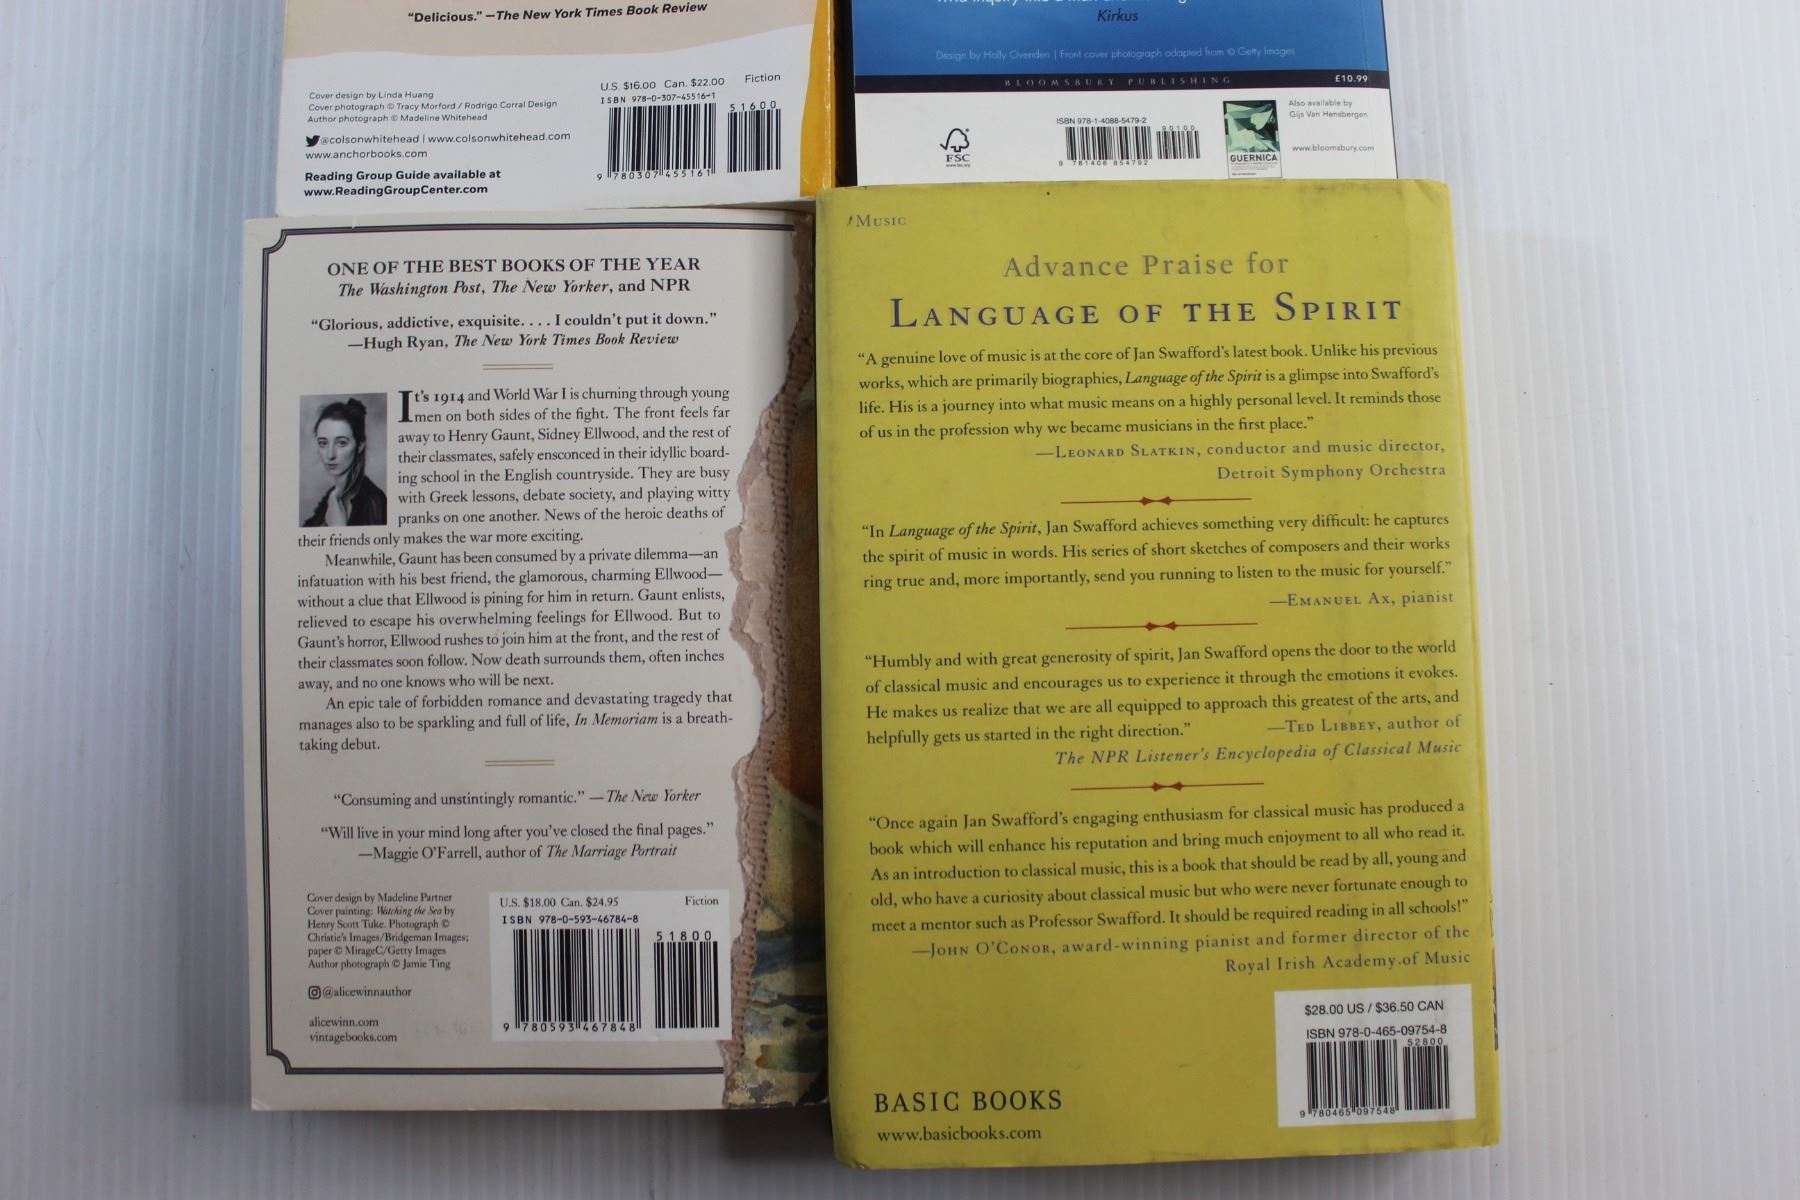 "Delicious." —The New York Times Book Review
Cover design by Linda Huang
Cover photograph © Tracy Morford / Rodrigo Corral Design
Author photograph © Madeline Whitehead
@colsonwhitehead | www.colsonwhitehead.com
www.anchorbooks.com
Reading Group Guide available at
www.ReadingGroupCenter.com
U.S. $16.00 Can. $22.00 Fiction
ISBN 978-0-307-45516-1
51600
9 780307 455161
Kirkus
Design by Holly Ovenden | Front cover photograph adapted from © Getty Images
BLOOMSBURY PUBLISHING £10.99
FSC
ISBN 978-1-4088-5479-2
90100
9 781408 854792
GUERNICA
Also available by
Gijs Van Hensbergen
www.bloomsbury.com
ONE OF THE BEST BOOKS OF THE YEAR
The Washington Post, The New Yorker, and NPR
"Glorious, addictive, exquisite. . . . I couldn't put it down."
—Hugh Ryan, The New York Times Book Review
It's 1914 and World War I is churning through young
men on both sides of the fight. The front feels far
away to Henry Gaunt, Sidney Ellwood, and the rest of
their classmates, safely ensconced in their idyllic board-
ing school in the English countryside. They are busy
with Greek lessons, debate society, and playing witty
pranks on one another. News of the heroic deaths of
their friends only makes the war more exciting.
Meanwhile, Gaunt has been consumed by a private dilemma—an
infatuation with his best friend, the glamorous, charming Ellwood—
without a clue that Ellwood is pining for him in return. Gaunt enlists,
relieved to escape his overwhelming feelings for Ellwood. But to
Gaunt's horror, Ellwood rushes to join him at the front, and the rest of
their classmates soon follow. Now death surrounds them, often inches
away, and no one knows who will be next.
An epic tale of forbidden romance and devastating tragedy that
manages also to be sparkling and full of life, In Memoriam is a breath-
taking debut.
"Consuming and unstintingly romantic." —The New Yorker
"Will live in your mind long after you've closed the final pages."
—Maggie O'Farrell, author of The Marriage Portrait
Cover design by Madeline Partner
Cover painting: Watching the Sea by
Henry Scott Tuke. Photograph ©
Christie's Images/Bridgeman Images;
paper © MirageC/Getty Images
Author photograph © Jamie Ting
@alicewinnauthor
alicewinn.com
vintagebooks.com
U.S. $18.00 Can. $24.95 Fiction
ISBN 978-0-593-46784-8
51800
9 780593 467848
Music
Advance Praise for
Language of the Spirit
"A genuine love of music is at the core of Jan Swafford's latest book. Unlike his previous
works, which are primarily biographies, Language of the Spirit is a glimpse into Swafford's
life. His is a journey into what music means on a highly personal level. It reminds those
of us in the profession why we became musicians in the first place."
—Leonard Slatkin, conductor and music director,
Detroit Symphony Orchestra
"In Language of the Spirit, Jan Swafford achieves something very difficult: he captures
the spirit of music in words. His series of short sketches of composers and their works
ring true and, more importantly, send you running to listen to the music for yourself."
—Emanuel Ax, pianist
"Humbly and with great generosity of spirit, Jan Swafford opens the door to the world
of classical music and encourages us to experience it through the emotions it evokes.
He makes us realize that we are all equipped to approach this greatest of the arts, and
helpfully gets us started in the right direction." —Ted Libbey, author of
The NPR Listener's Encyclopedia of Classical Music
"Once again Jan Swafford's engaging enthusiasm for classical music has produced a
book which will enhance his reputation and bring much enjoyment to all who read it.
As an introduction to classical music, this is a book that should be read by all, young and
old, who have a curiosity about classical music but who were never fortunate enough to
meet a mentor such as Professor Swafford. It should be required reading in all schools!"
—John O'Conor, award-winning pianist and former director of the
Royal Irish Academy of Music
BASIC BOOKS
www.basicbooks.com
$28.00 US / $36.50 CAN
ISBN 978-0-465-09754-8
52800
9 780465 097548